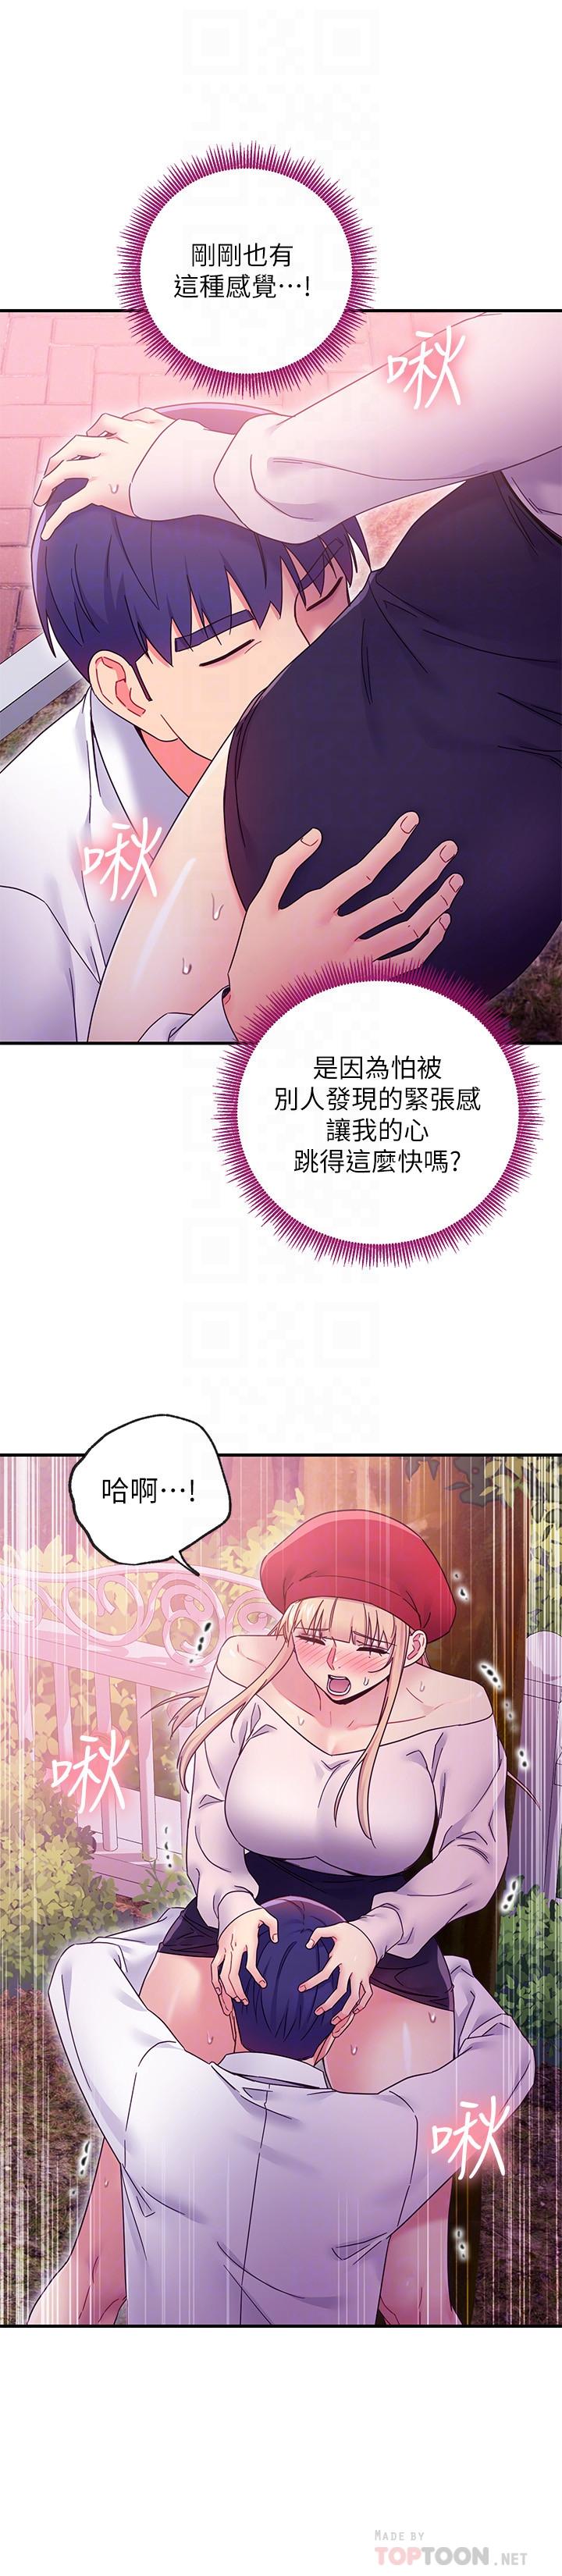 剛剛也有
這種感覺⋯!
啾
啾
是因為怕被
別人發現的緊張感
讓我的心
跳得這麼快嗎?
哈啊⋯!
啾
啾
MADE BY
TOPTOON.NET